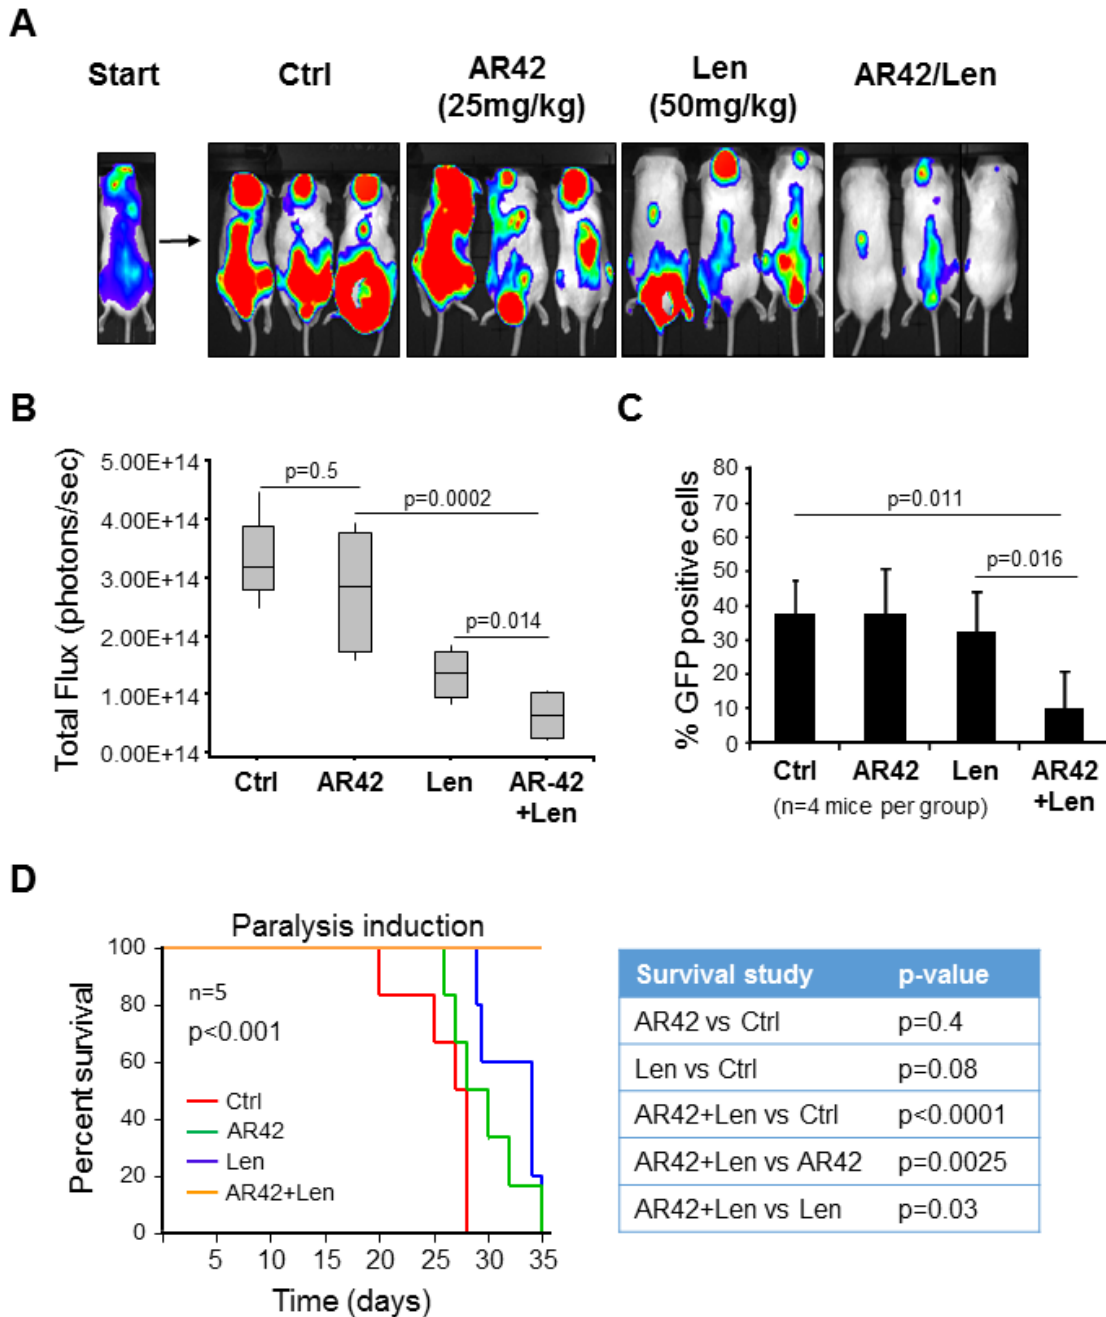 A
Start
Ctrl
AR42
(25mg/kg)
Len
(50mg/kg)
AR42/Len
B
Total Flux (photons/sec)
5.00E+14
4.00E+14
3.00E+14
2.00E+14
1.00E+14
0.00E+14
p=0.5
p=0.0002
p=0.014
Ctrl
AR42
Len
AR-42
+Len
C
% GFP positive cells
80
70
60
50
40
30
20
10
0
p=0.011
p=0.016
Ctrl
AR42
Len
AR42
+Len
(n=4 mice per group)
D
Paralysis induction
Percent survival
100
80
60
40
20
0
n=5
p<0.001
Ctrl
AR42
Len
AR42+Len
5 10 15 20 25 30 35
Time (days)
Survival study p-value
AR42 vs Ctrl p=0.4
Len vs Ctrl p=0.08
AR42+Len vs Ctrl p<0.0001
AR42+Len vs AR42 p=0.0025
AR42+Len vs Len p=0.03